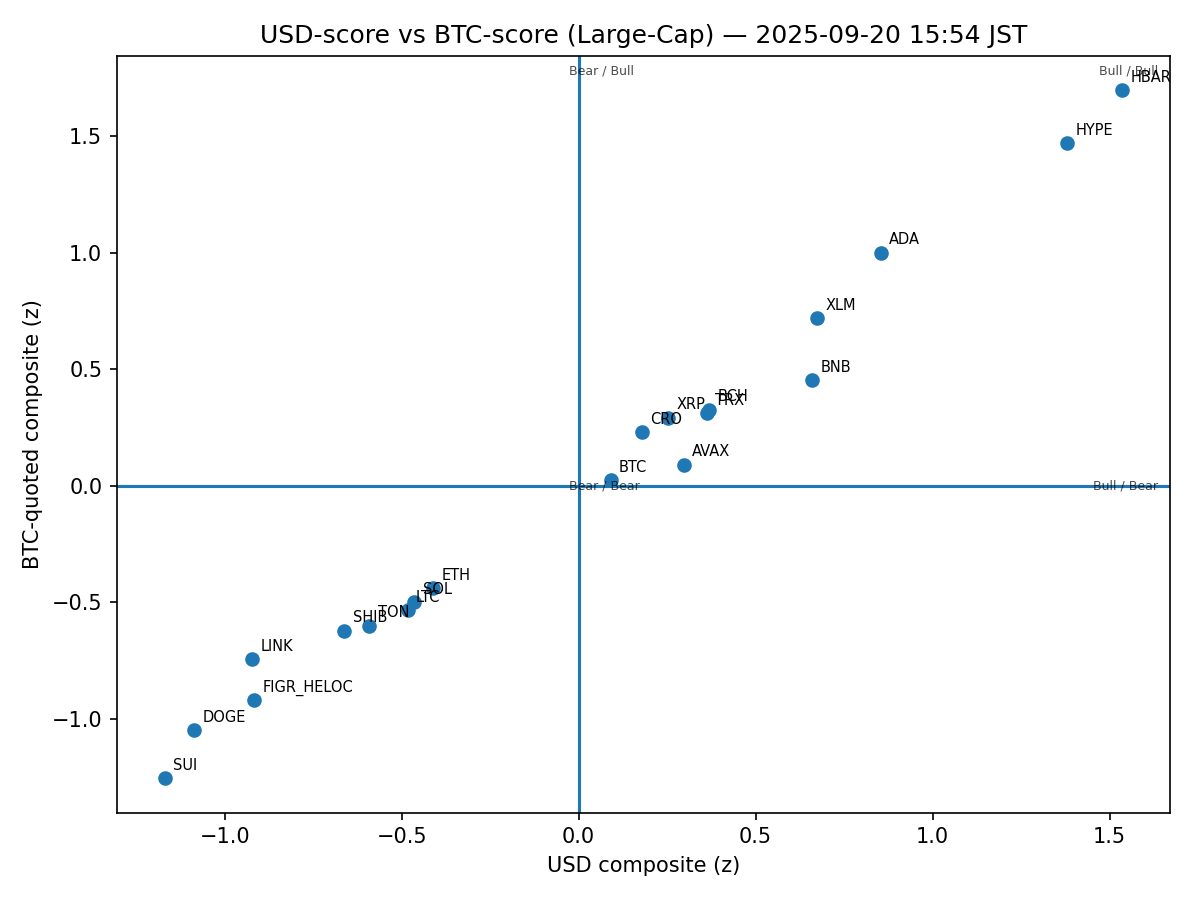 USD-score vs BTC-score (Large-Cap) — 2025-09-20 15:54 JST
Bear / Bull
Bull / Bull
HBAR
HYPE
1.5
ADA
1.0
XLM
BNB
0.5
BCH
TRX
XRP
CRO
AVAX
BTC
0.0
Bear / Bear
Bull / Bear
ETH
SOL
LTC
−0.5
TON
SHIB
LINK
FIGR_HELOC
DOGE
−1.0
SUI
BTC-quoted composite (z)
−1.0
−0.5
0.0
0.5
1.0
1.5
USD composite (z)